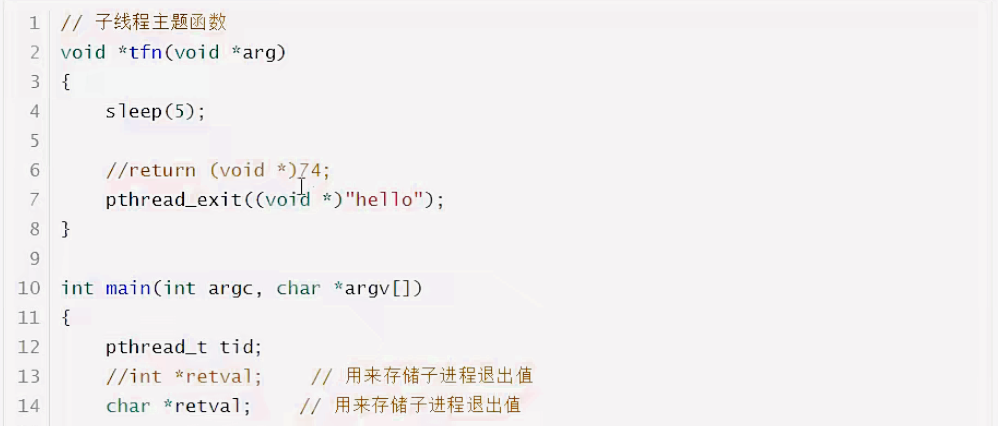 1 // 子线程主题函数
2 void *tfn(void *arg)
3 {
4     sleep(5);
5
6     //return (void *)74;
7     pthread_exit((void *)"hello");
8 }
9
10 int main(int argc, char *argv[])
11 {
12     pthread_t tid;
13     //int *retval;    // 用来存储子进程退出值
14     char *retval;    // 用来存储子进程退出值